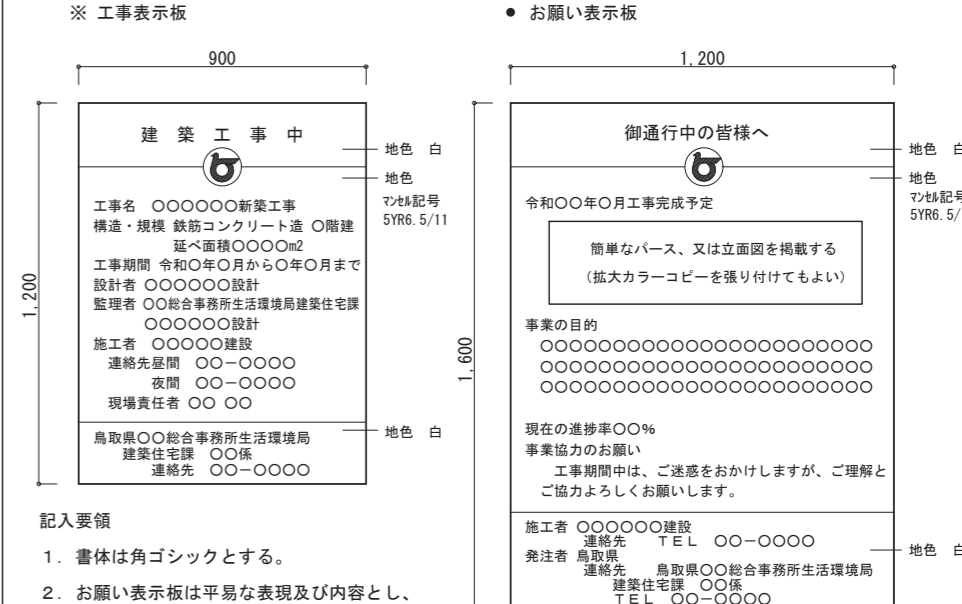 ※ 工事表示板
900
1,200
建築工事中
地色 白
地色
マンセル記号
5YR6.5/11
工事名 〇〇〇〇〇〇新築工事
構造・規模 鉄筋コンクリート造 〇階建
延べ面積〇〇〇〇m2
工事期間 令和〇年〇月から〇年〇月まで
設計者 〇〇〇〇〇〇設計
監理者 〇〇総合事務所生活環境局建築住宅課
〇〇〇〇〇〇設計
施工者 〇〇〇〇〇建設
連絡先昼間 〇〇－〇〇〇〇
夜間 〇〇－〇〇〇〇
現場責任者 〇〇 〇〇
鳥取県〇〇総合事務所生活環境局
建築住宅課 〇〇係
連絡先 〇〇－〇〇〇〇
地色 白
記入要領
1. 書体は角ゴシックとする。
2. お願い表示板は平易な表現及び内容とし、
● お願い表示板
1,200
1,600
御通行中の皆様へ
地色 白
地色
マンセル記号
5YR6.5/
令和〇〇年〇月工事完成予定
簡単なパース、又は立面図を掲載する
（拡大カラーコピーを張り付けてもよい）
事業の目的
〇〇〇〇〇〇〇〇〇〇〇〇〇〇〇〇〇〇〇〇〇〇〇
〇〇〇〇〇〇〇〇〇〇〇〇〇〇〇〇〇〇〇〇〇〇〇
〇〇〇〇〇〇〇〇〇〇〇〇〇〇〇〇〇〇〇〇〇〇〇
現在の進捗率〇〇%
事業協力のお願い
工事期間中は、ご迷惑をおかけしますが、ご理解と
ご協力よろしくお願いします。
施工者 〇〇〇〇〇〇建設
連絡先 TEL 〇〇－〇〇〇〇
発注者 鳥取県
連絡先 鳥取県〇〇総合事務所生活環境局
建築住宅課 〇〇係
TEL 〇〇－〇〇〇〇
地色 白